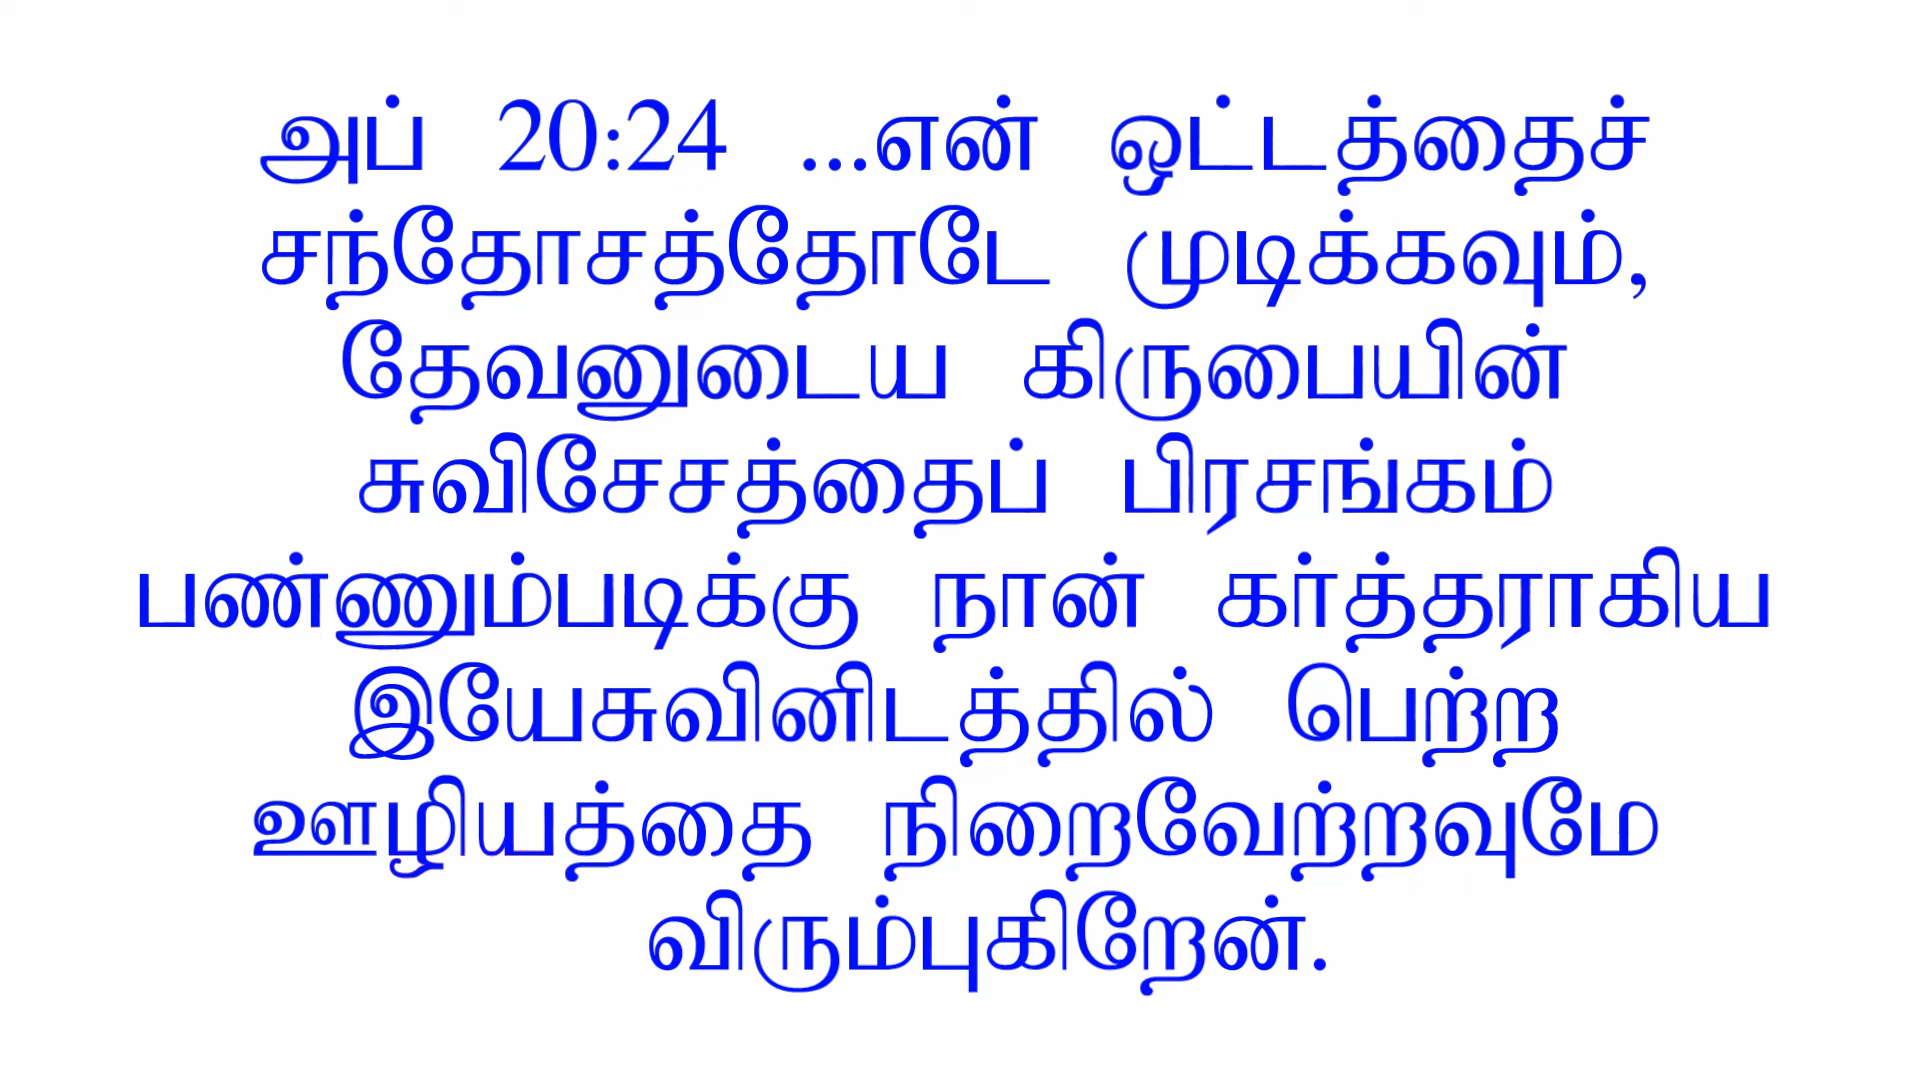 அப் 20:24 ...என் ஒட்டத்தைச்
சந்தோசத்தோடே முடிக்கவும்,
தேவனுடைய கிருபையின்
சுவிசேசத்தைப் பிரசங்கம்
பண்ணும்படிக்கு நான் கர்த்தராகிய
இயேசுவினிடத்தில் பெற்ற
ஊழியத்தை நிறைவேற்றவுமே
விரும்புகிறேன்.